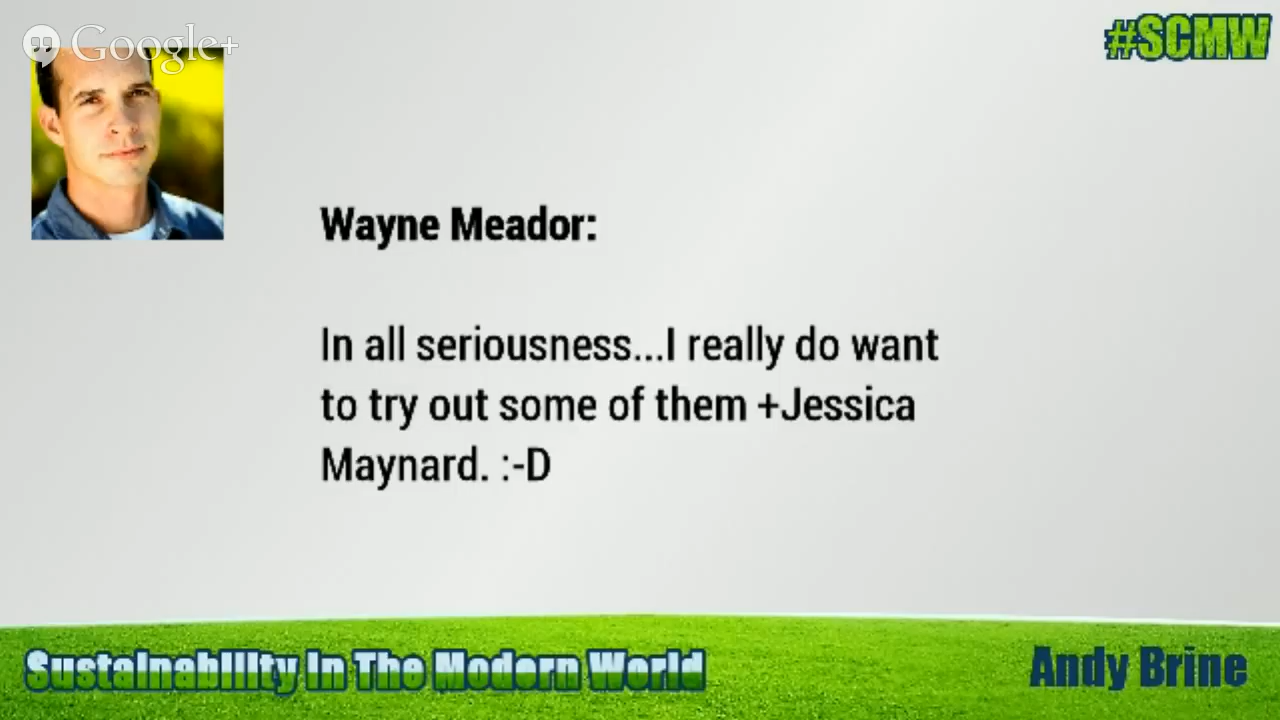 Google+
#SCMW
Wayne Meador:
In all seriousness...I really do want
to try out some of them +Jessica
Maynard. :-D
Sustainability In The Modern World
Andy Brine